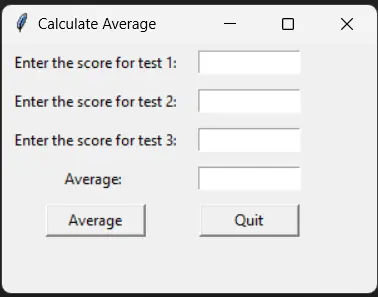 Calculate Average
Enter the score for test 1:
Enter the score for test 2:
Enter the score for test 3:
Average:
Average Quit